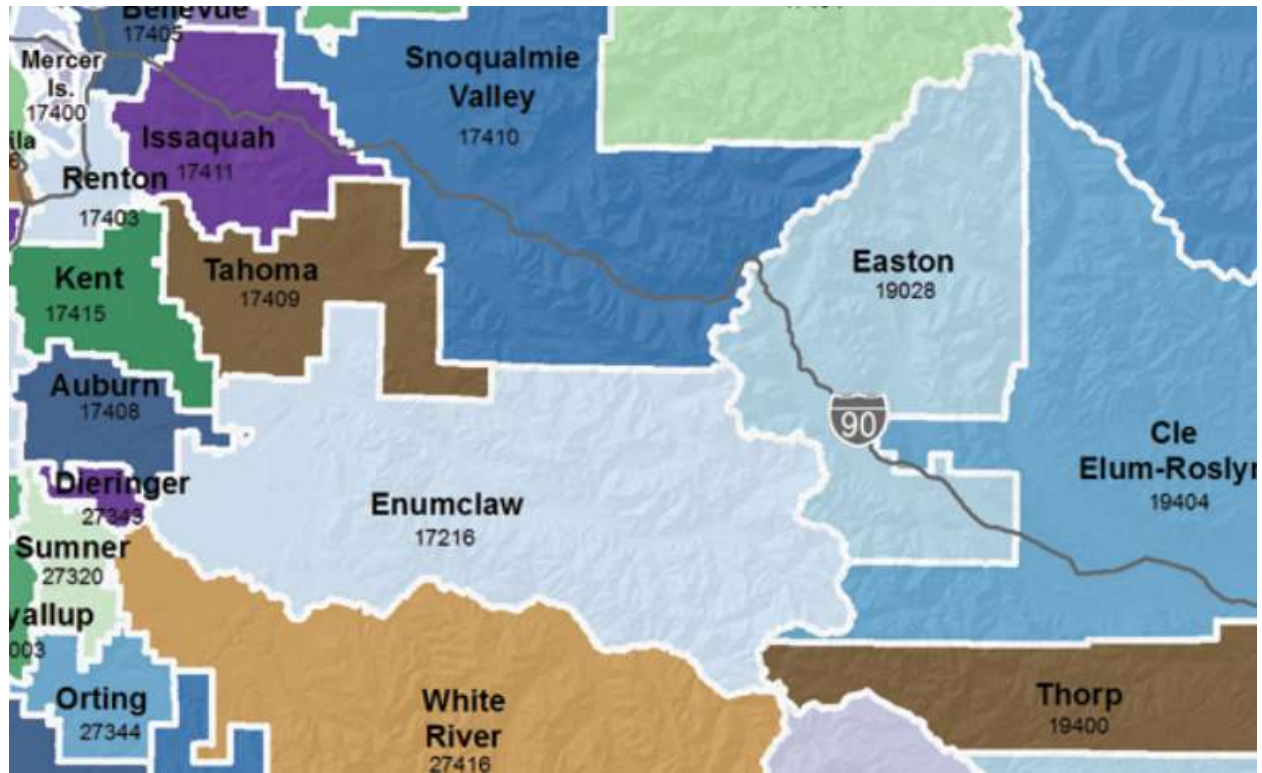 Bellevue
17405
Mercer
Is.
17400
Snoqualmie
Valley
17410
Issaquah
17411
ila
Renton
17403
Kent
17415
Tahoma
17409
Easton
19028
Auburn
17408
90
Cle
Elum-Roslyn
19404
Dieringer
27343
Enumclaw
17216
Sumner
27320
yallup
003
Orting
27344
White
River
27416
Thorp
19400